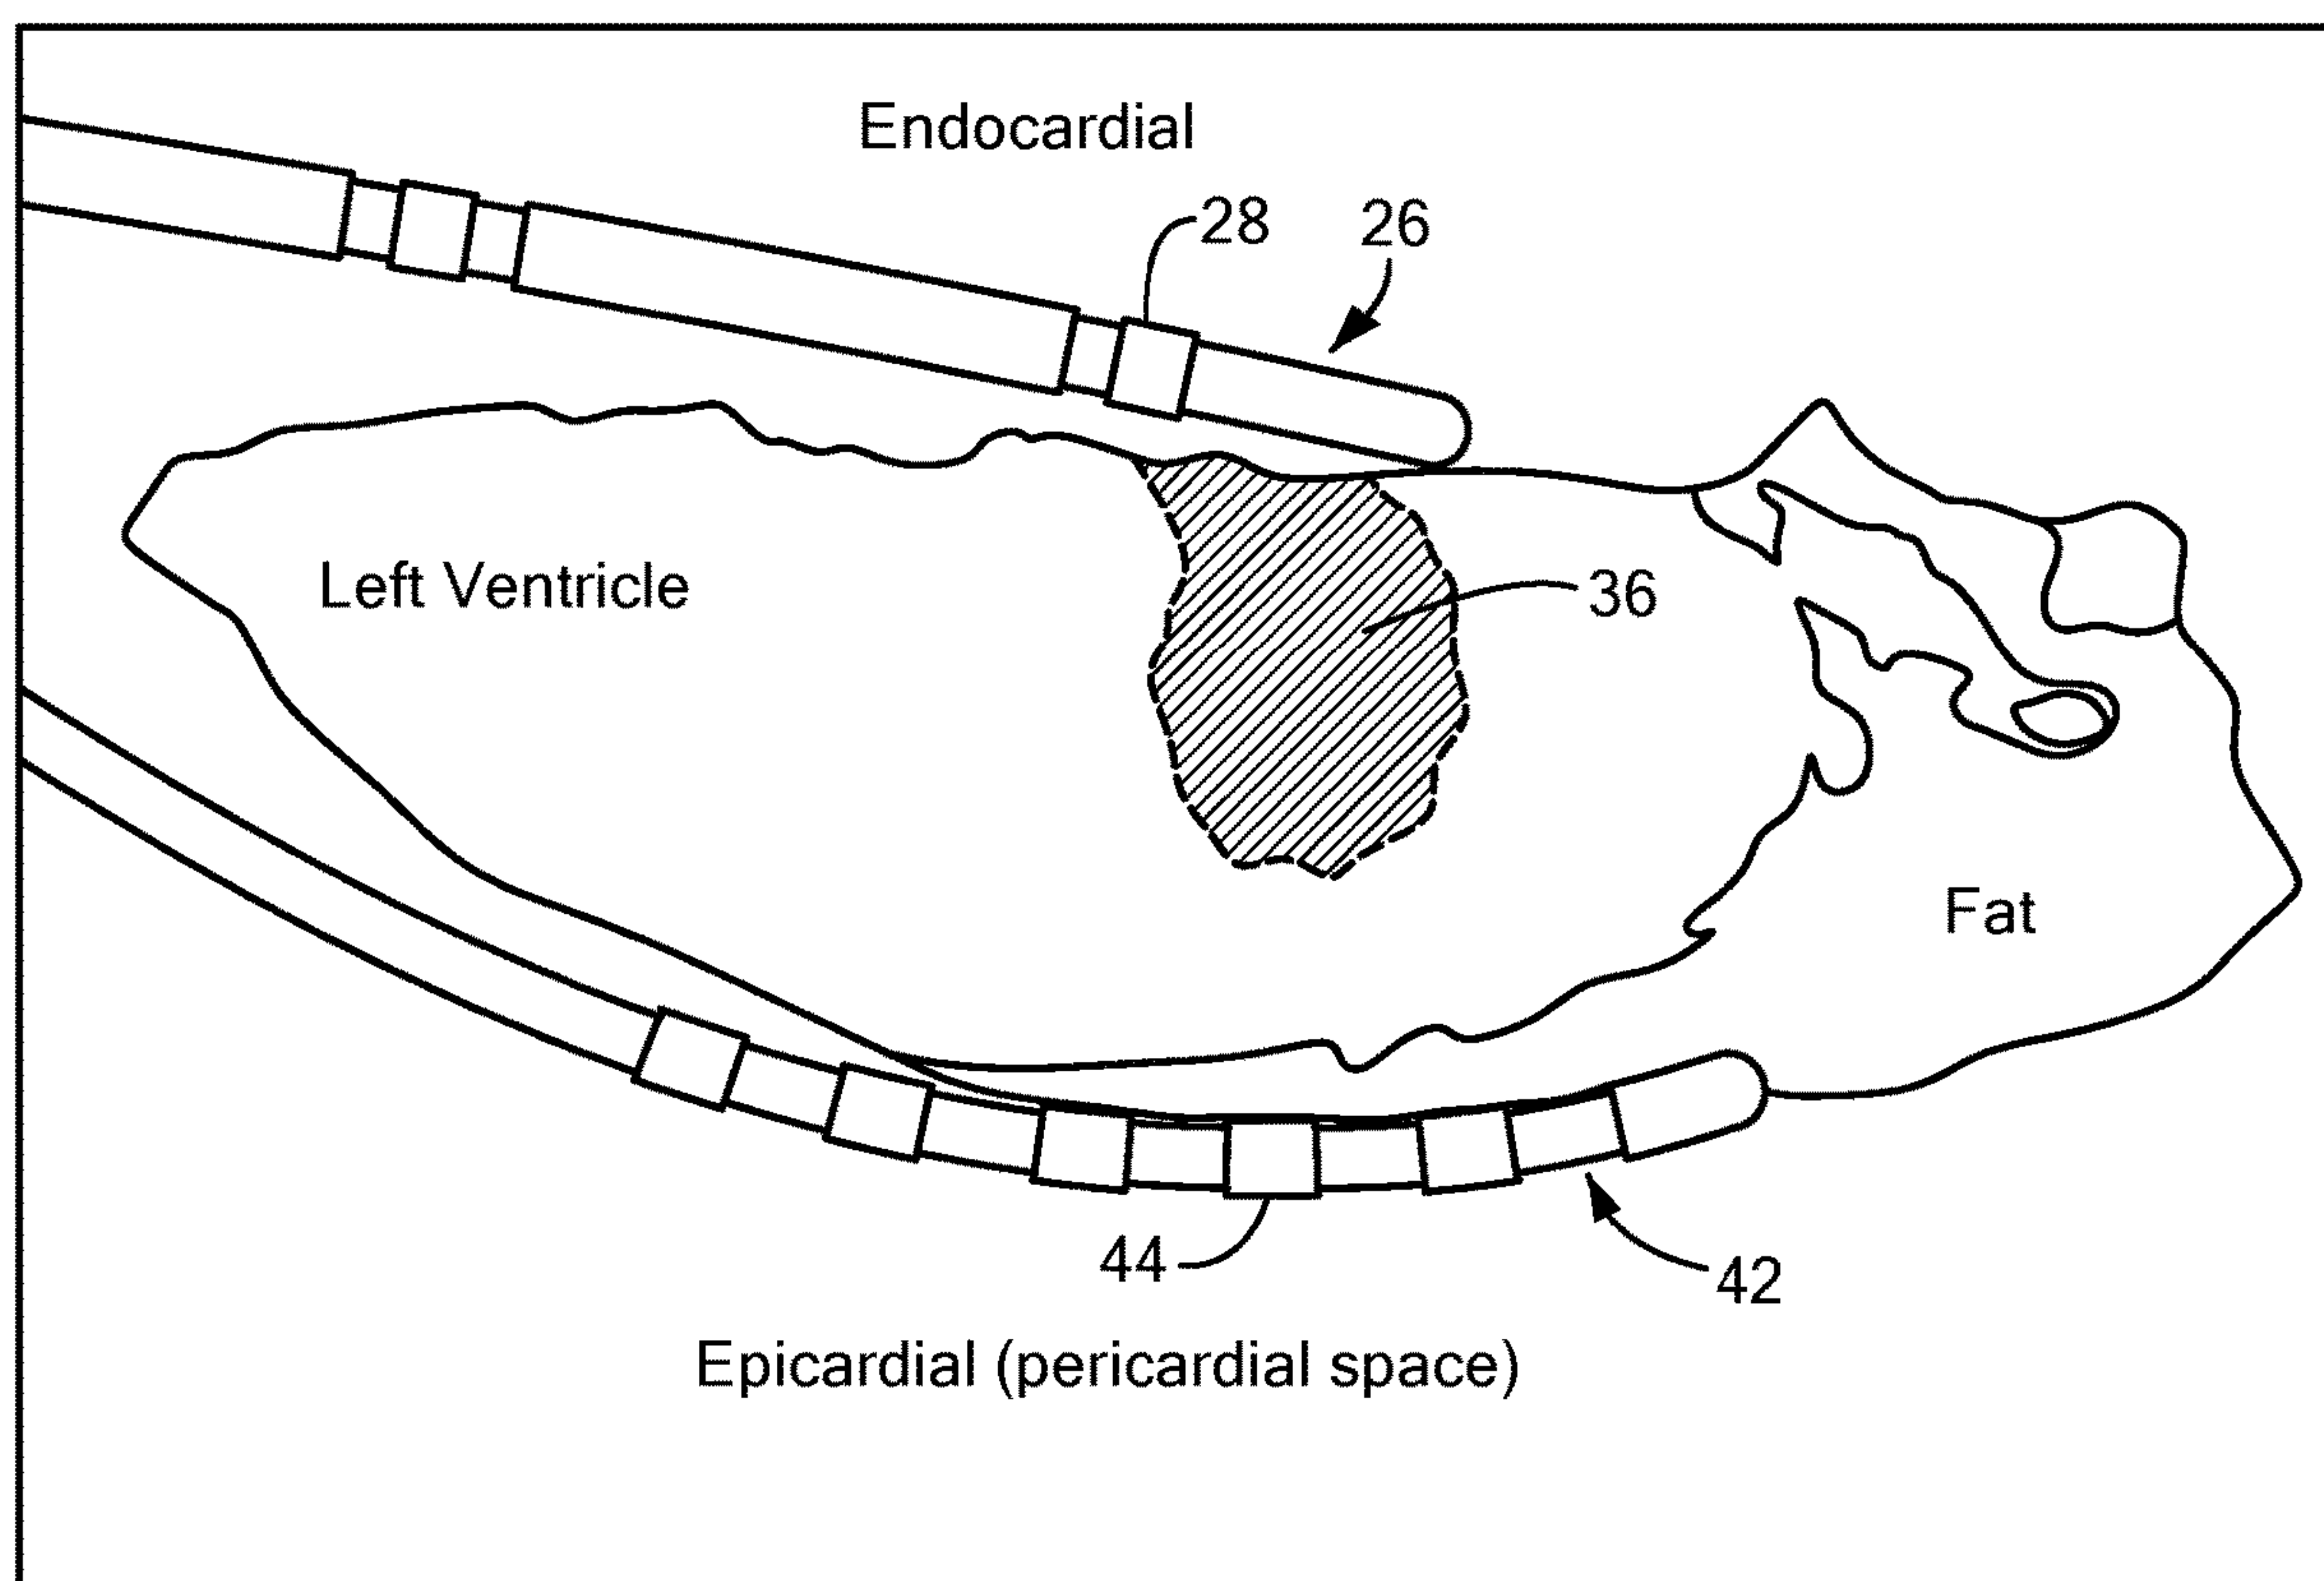 Endocardial
28
26
Left Ventricle
36
Fat
44
42
Epicardial (pericardial space)